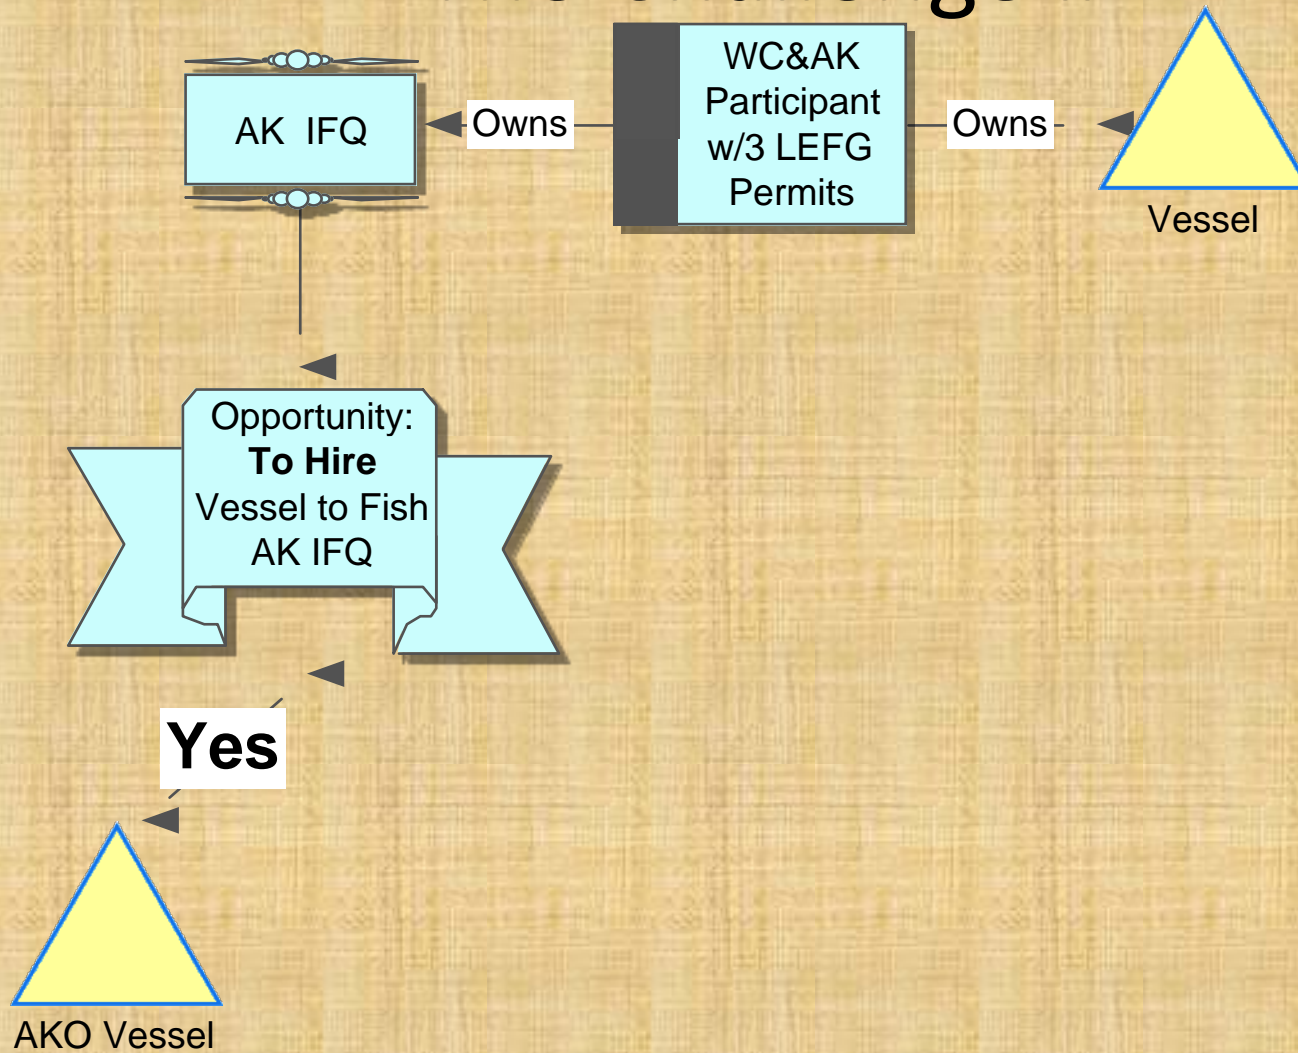 WC&AK
Participant
w/3 LEFG
Permits
AK IFQ
Owns
Owns
Vessel
Opportunity:
To Hire
Vessel to Fish
AK IFQ
Yes
AKO Vessel